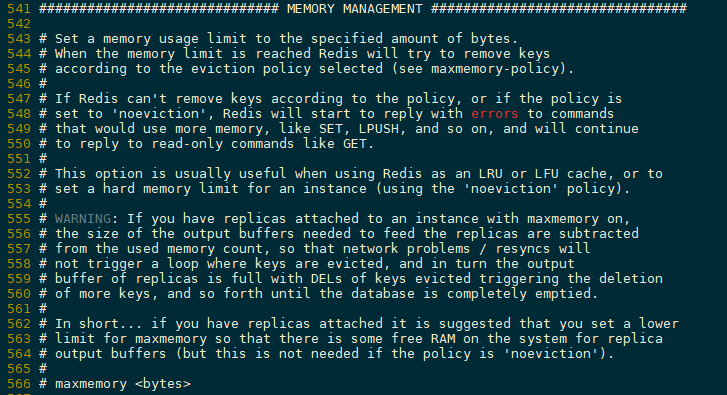 541 ############################## MEMORY MANAGEMENT ################################
542
543 # Set a memory usage limit to the specified amount of bytes.
544 # When the memory limit is reached Redis will try to remove keys
545 # according to the eviction policy selected (see maxmemory-policy).
546 #
547 # If Redis can't remove keys according to the policy, or if the policy is
548 # set to 'noeviction', Redis will start to reply with errors to commands
549 # that would use more memory, like SET, LPUSH, and so on, and will continue
550 # to reply to read-only commands like GET.
551 #
552 # This option is usually useful when using Redis as an LRU or LFU cache, or to
553 # set a hard memory limit for an instance (using the 'noeviction' policy).
554 #
555 # WARNING: If you have replicas attached to an instance with maxmemory on,
556 # the size of the output buffers needed to feed the replicas are subtracted
557 # from the used memory count, so that network problems / resyncs will
558 # not trigger a loop where keys are evicted, and in turn the output
559 # buffer of replicas is full with DELs of keys evicted triggering the deletion
560 # of more keys, and so forth until the database is completely emptied.
561 #
562 # In short... if you have replicas attached it is suggested that you set a lower
563 # limit for maxmemory so that there is some free RAM on the system for replica
564 # output buffers (but this is not needed if the policy is 'noeviction').
565 #
566 # maxmemory <bytes>